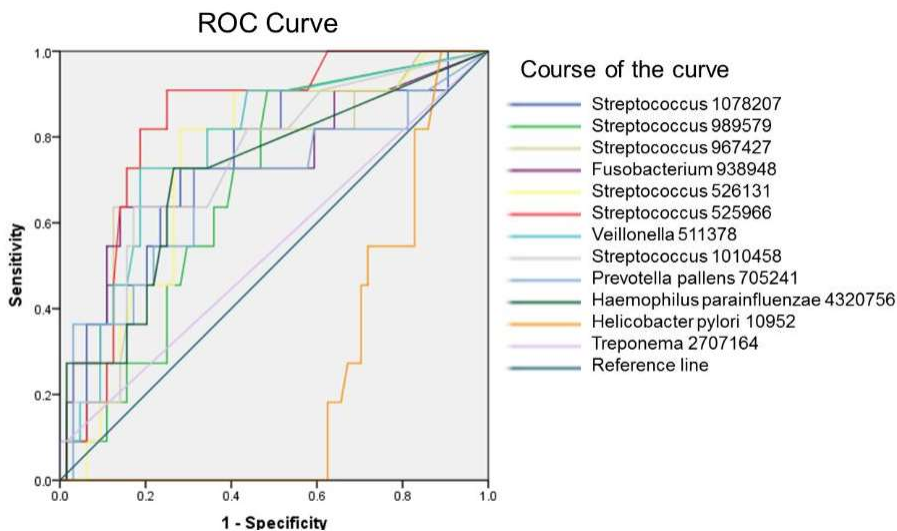 ROC Curve
Course of the curve
Streptococcus 1078207
Streptococcus 989579
Streptococcus 967427
Fusobacterium 938948
Streptococcus 526131
Streptococcus 525966
Veillonella 511378
Streptococcus 1010458
Prevotella pallens 705241
Haemophilus parainfluenzae 4320756
Helicobacter pylori 10952
Treponema 2707164
Reference line
Sensitivity
1.0
0.8
0.6
0.4
0.2
0.0
0.0 0.2 0.4 0.6 0.8 1.0
1 - Specificity